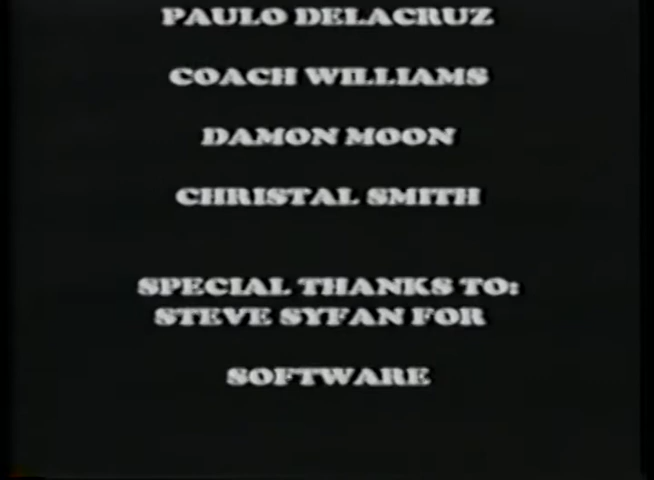 PAULO DELACRUZ
COACH WILLIAMS
DAMON MOON
CHRISTAL SMITH
SPECIAL THANKS TO:
STEVE SYFAN FOR
SOFTWARE